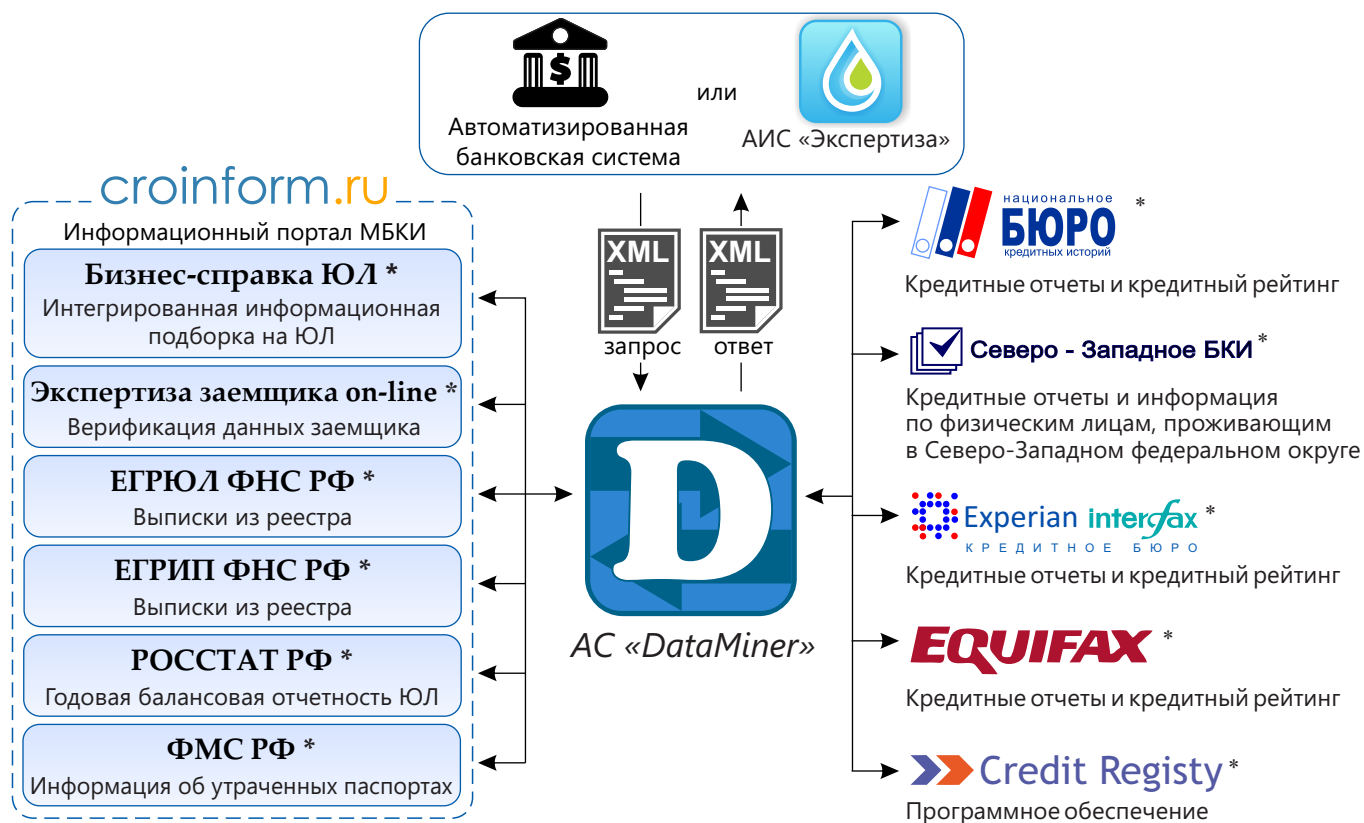 $
или
Автоматизированная
банковская система
АИС «Экспертиза»
croinform.ru
Информационный портал МБКИ
Бизнес-справка ЮЛ *
Интегрированная информационная
подборка на ЮЛ
Экспертиза заемщика on-line *
Верификация данных заемщика
ЕГРЮЛ ФНС РФ *
Выписки из реестра
ЕГРИП ФНС РФ *
Выписки из реестра
РОССТАТ РФ *
Годовая балансовая отчетность ЮЛ
ФМС РФ *
Информация об утраченных паспортах
XML XML
запрос ответ
D
АС «DataMiner»
национальное *
БЮРО
кредитных историй
Кредитные отчеты и кредитный рейтинг
Северо - Западное БКИ *
Кредитные отчеты и информация
по физическим лицам, проживающим
в Северо-Западном федеральном округе
Experian interfax *
КРЕДИТНОЕ БЮРО
Кредитные отчеты и кредитный рейтинг
EQUIFAX *
Кредитные отчеты и кредитный рейтинг
Credit Registy *
Программное обеспечение